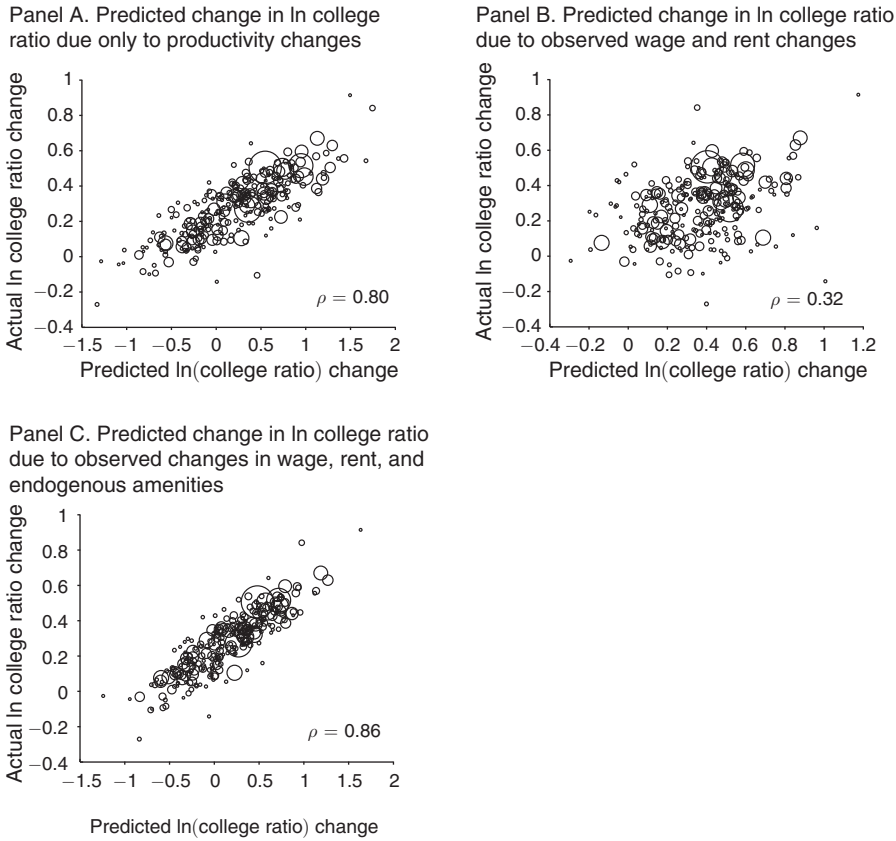 Panel A. Predicted change in ln college
ratio due only to productivity changes
Actual ln college ratio change
1
0.8
0.6
0.4
0.2
0
−0.2
−0.4
ρ = 0.80
−1.5 −1 −0.5 0 0.5 1 1.5 2
Predicted ln(college ratio) change
Panel B. Predicted change in ln college ratio
due to observed wage and rent changes
Actual ln college ratio change
1
0.8
0.6
0.4
0.2
0
−0.2
−0.4
ρ = 0.32
−0.4 −0.2 0 0.2 0.4 0.6 0.8 1 1.2
Predicted ln(college ratio) change
Panel C. Predicted change in ln college ratio
due to observed changes in wage, rent, and
endogenous amenities
Actual ln college ratio change
1
0.8
0.6
0.4
0.2
0
−0.2
−0.4
ρ = 0.86
−1.5 −1 −0.5 0 0.5 1 1.5 2
Predicted ln(college ratio) change